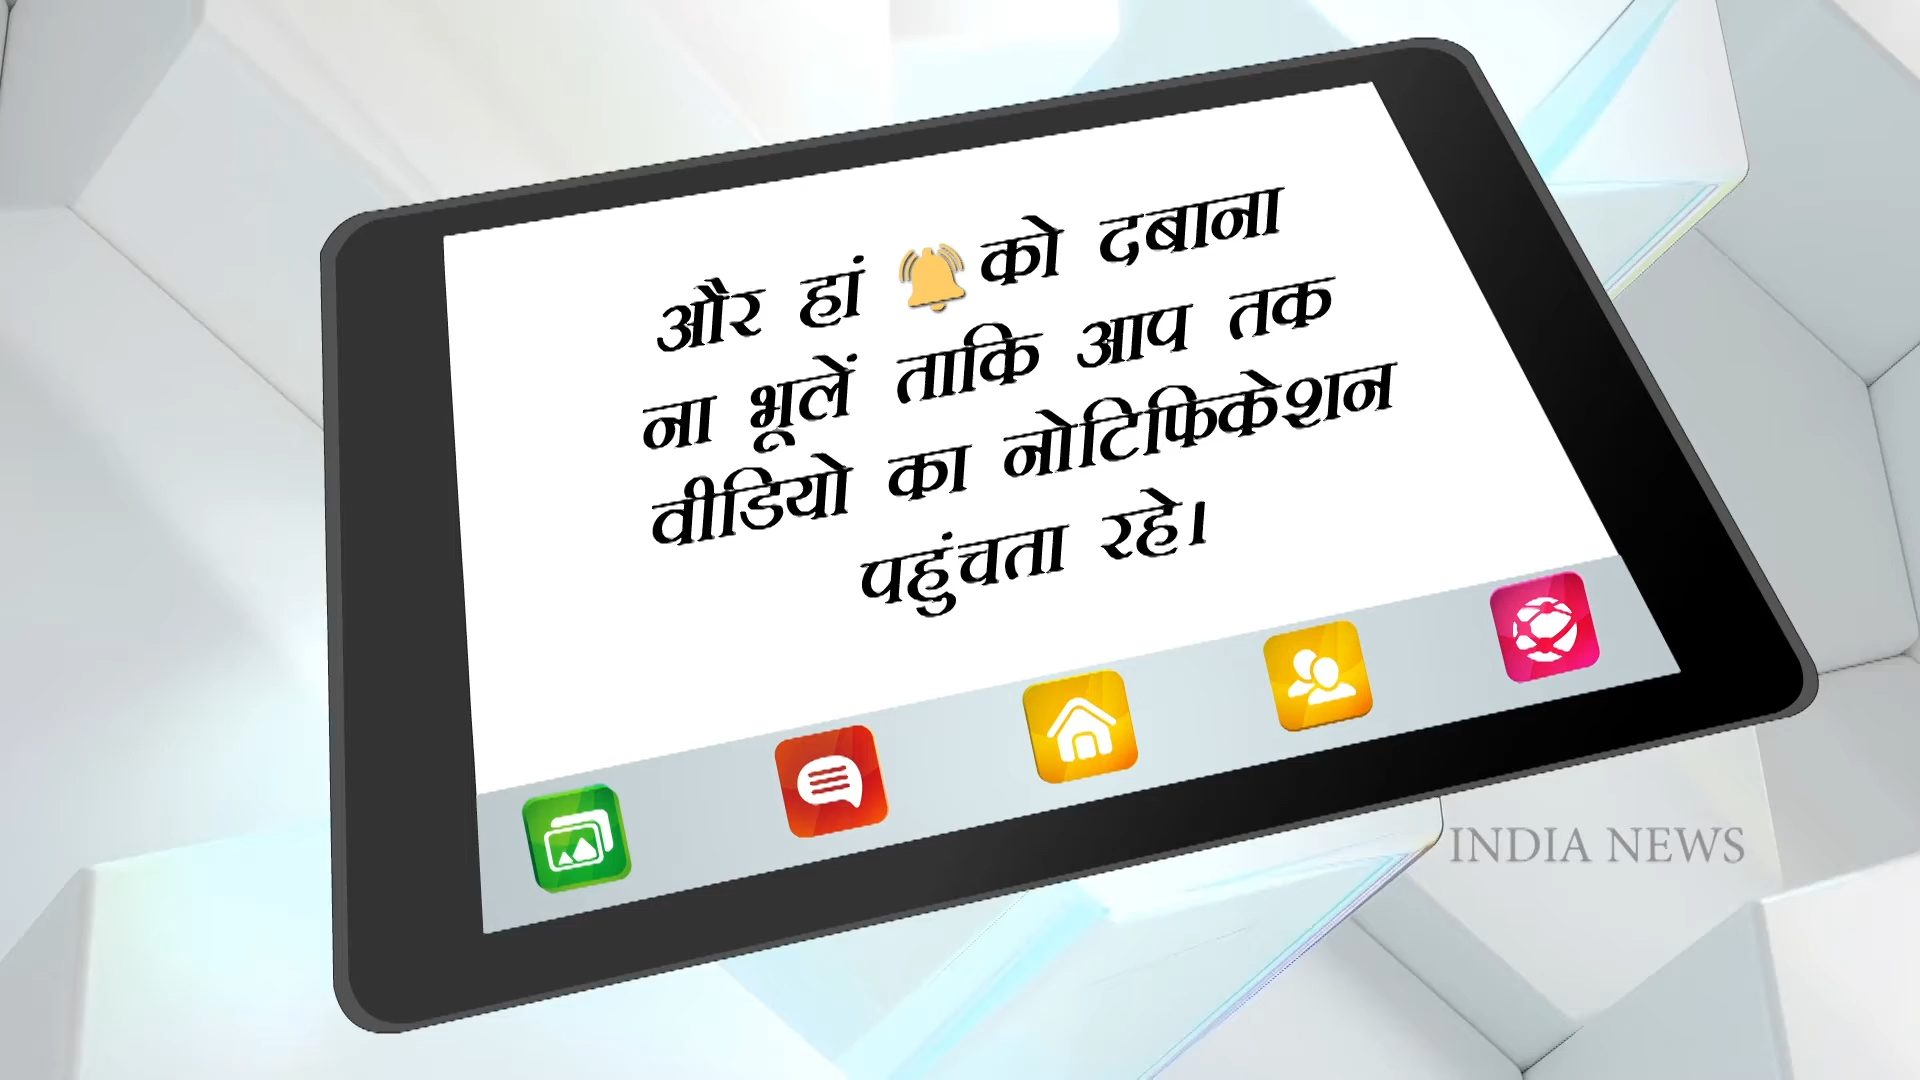 और हां 🔔 को दबाना
ना भूलें ताकि आप तक
वीडियो का नोटिफिकेशन
पहुंचता रहे।
INDIA NEWS